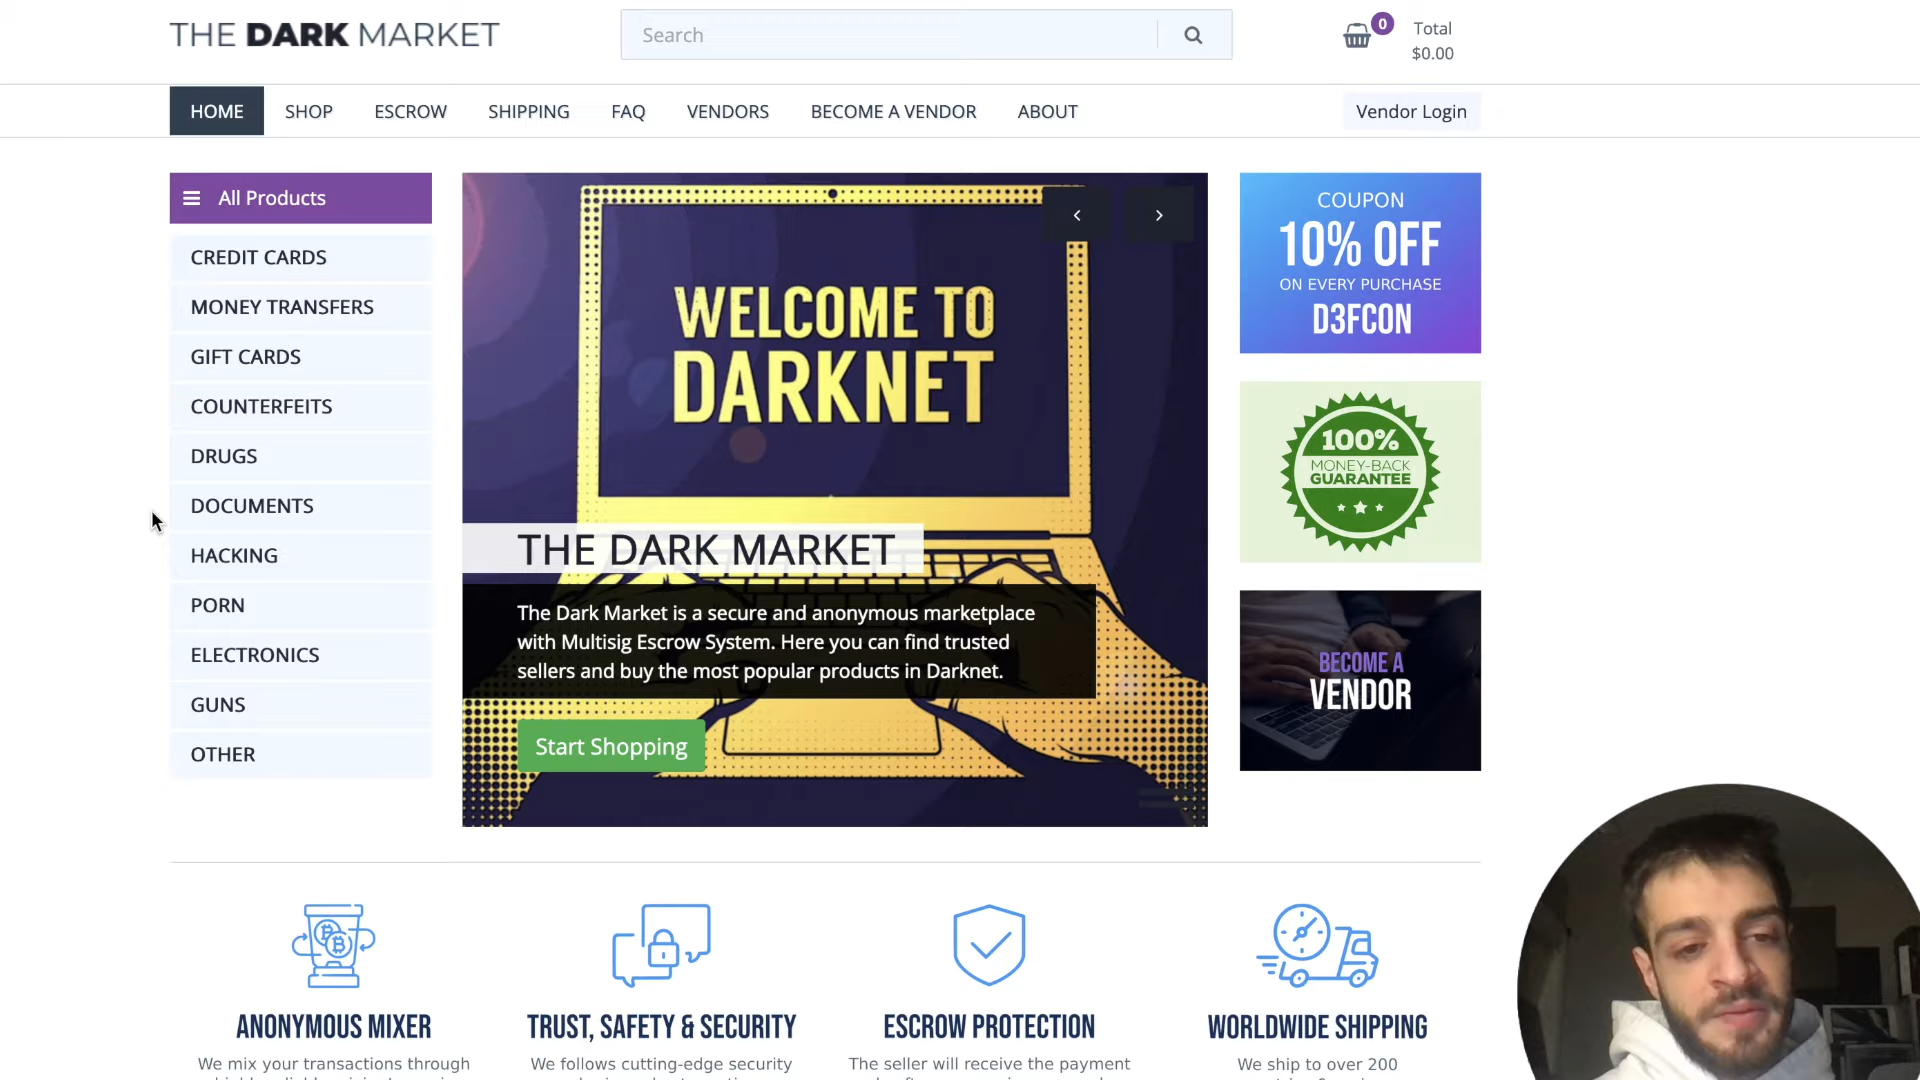 THE DARK MARKET
Search
0
Total
$0.00
HOME
SHOP
ESCROW
SHIPPING
FAQ
VENDORS
BECOME A VENDOR
ABOUT
Vendor Login
All Products
CREDIT CARDS
MONEY TRANSFERS
GIFT CARDS
COUNTERFEITS
DRUGS
DOCUMENTS
HACKING
PORN
ELECTRONICS
GUNS
OTHER
WELCOME TO
DARKNET
THE DARK MARKET
The Dark Market is a secure and anonymous marketplace
with Multisig Escrow System. Here you can find trusted
sellers and buy the most popular products in Darknet.
Start Shopping
COUPON
10% OFF
ON EVERY PURCHASE
D3FCON
100%
MONEY-BACK
GUARANTEE
BECOME A
VENDOR
ANONYMOUS MIXER
We mix your transactions through
TRUST, SAFETY & SECURITY
We follows cutting-edge security
ESCROW PROTECTION
The seller will receive the payment
WORLDWIDE SHIPPING
We ship to over 200